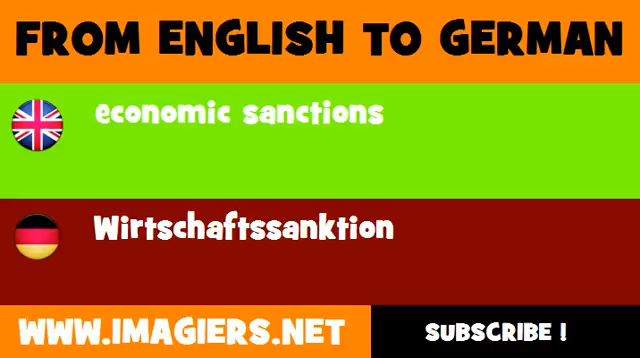 FROM ENGLISH TO GERMAN
economic sanctions
Wirtschaftssanktion
WWW.IMAGIERS.NET
SUBSCRIBE !